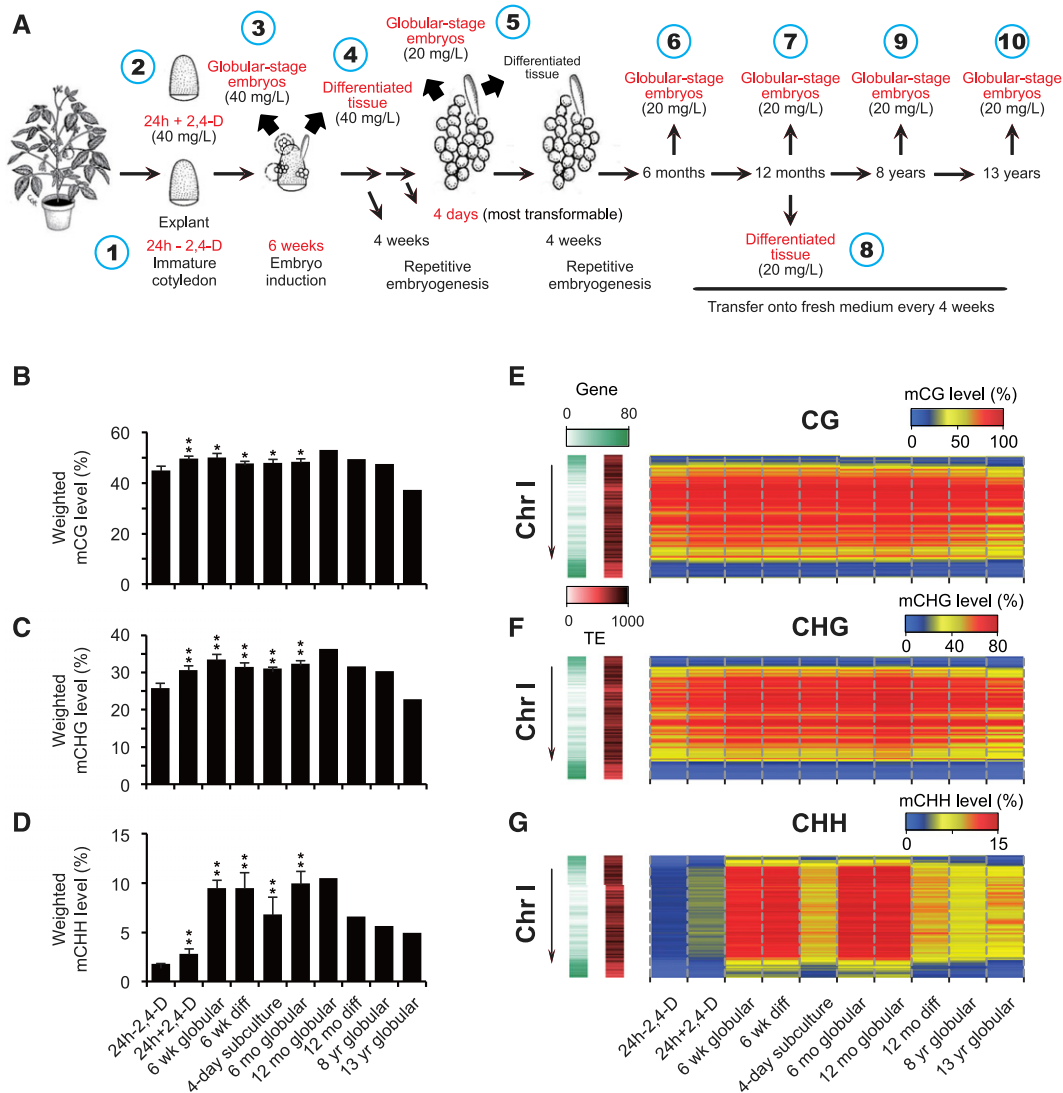 A
2
24h + 2,4-D
(40 mg/L)
Explant
1
24h - 2,4-D
Immature
cotyledon
3
Globular-stage
embryos
(40 mg/L)
6 weeks
Embryo
induction
4
Differentiated
tissue
(40 mg/L)
4 weeks
4 days (most transformable)
Repetitive
embryogenesis
5
Globular-stage
embryos
(20 mg/L)
Differentiated
tissue
4 weeks
Repetitive
embryogenesis
6
Globular-stage
embryos
(20 mg/L)
6 months
7
Globular-stage
embryos
(20 mg/L)
12 months
Differentiated
tissue
(20 mg/L)
8
9
Globular-stage
embryos
(20 mg/L)
8 years
10
Globular-stage
embryos
(20 mg/L)
13 years
Transfer onto fresh medium every 4 weeks
B
Weighted
mCG level (%)
60
40
20
0
**
*
*
*
*
C
Weighted
mCHG level (%)
40
30
20
10
0
**
**
**
**
**
D
Weighted
mCHH level (%)
15
10
5
0
**
**
**
**
**
24h-2,4-D
24h+2,4-D
6 wk globular
6 wk diff
4-day subculture
6 mo globular
12 mo globular
12 mo diff
8 yr globular
13 yr globular
E
Gene
0 80
CG
mCG level (%)
0 50 100
Chr I
0 1000
TE
F
CHG
mCHG level (%)
0 40 80
Chr I
G
CHH
mCHH level (%)
0 15
Chr I
24h-2,4-D
24h+2,4-D
6 wk globular
6 wk diff
4-day subculture
6 mo globular
12 mo globular
12 mo diff
8 yr globular
13 yr globular